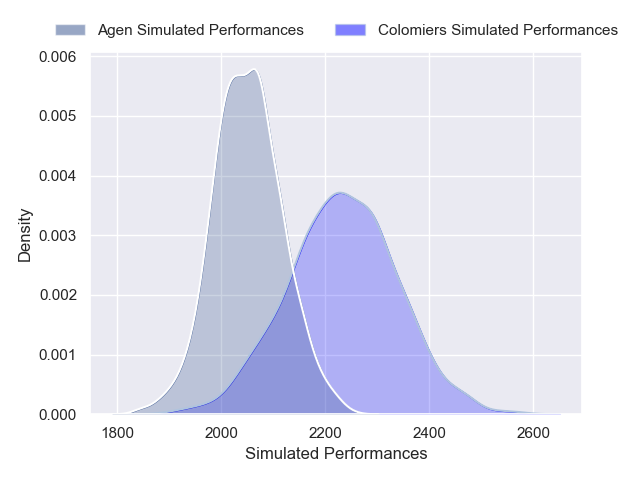 Agen Simulated Performances Colomiers Simulated Performances
0.006
0.005
0.004
0.003
0.002
0.001
0.000
Density
1800 2000 2200 2400 2600
Simulated Performances